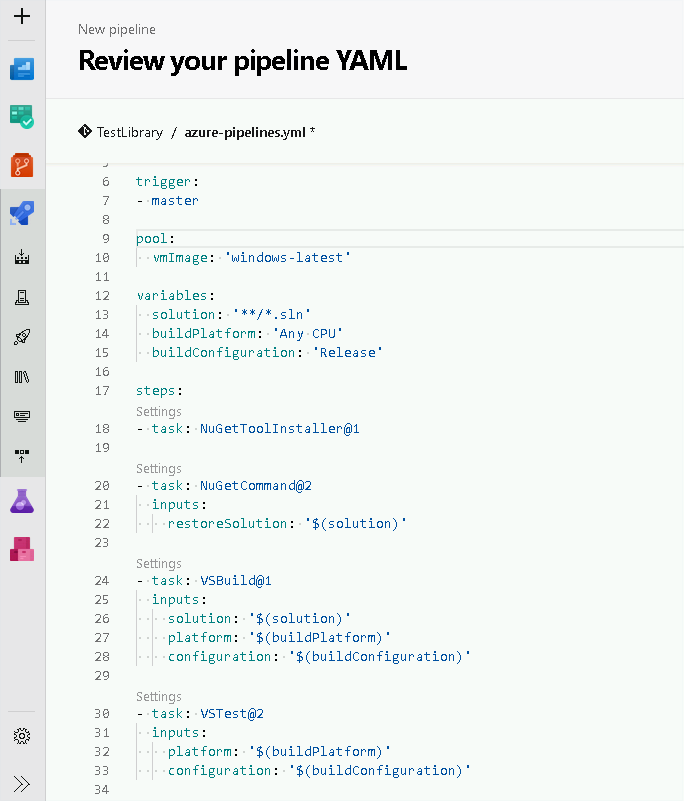 New pipeline
Review your pipeline YAML
TestLibrary / azure-pipelines.yml *
6 trigger:
7 - master
8
9 pool:
10 vmImage: 'windows-latest'
11
12 variables:
13 solution: '**/*.sln'
14 buildPlatform: 'Any CPU'
15 buildConfiguration: 'Release'
16
17 steps:
Settings
18 - task: NuGetToolInstaller@1
19
Settings
20 - task: NuGetCommand@2
21 inputs:
22 restoreSolution: '$(solution)'
23
Settings
24 - task: VSBuild@1
25 inputs:
26 solution: '$(solution)'
27 platform: '$(buildPlatform)'
28 configuration: '$(buildConfiguration)'
29
Settings
30 - task: VSTest@2
31 inputs:
32 platform: '$(buildPlatform)'
33 configuration: '$(buildConfiguration)'
34